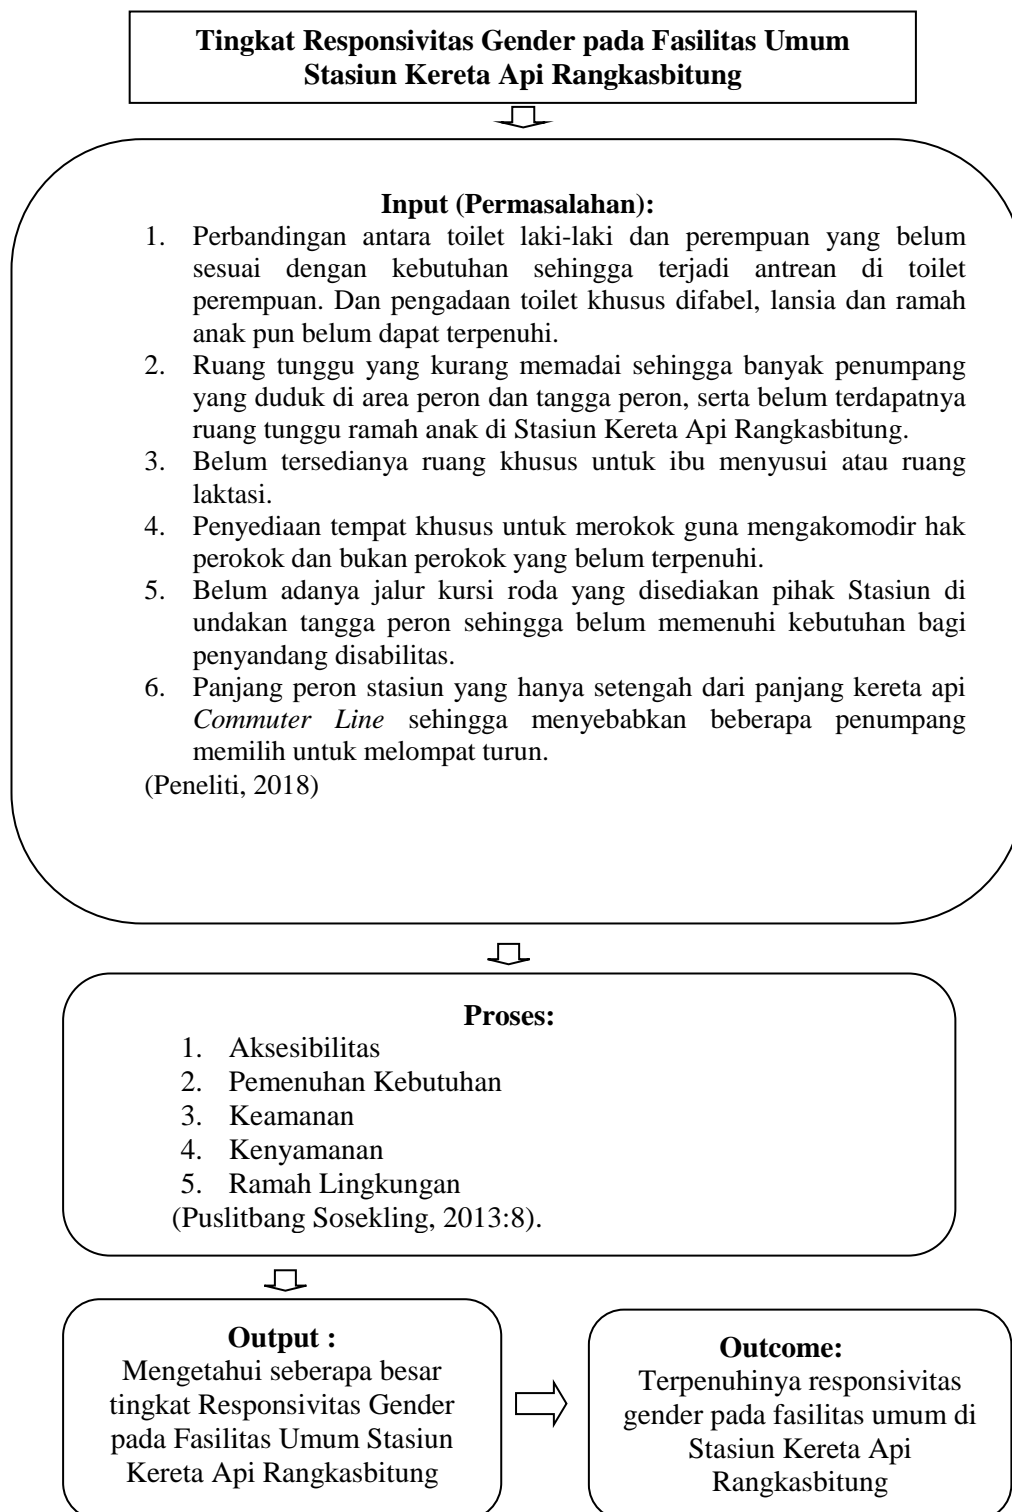 Tingkat Responsivitas Gender pada Fasilitas Umum
Stasiun Kereta Api Rangkasbitung
Input (Permasalahan):
1. Perbandingan antara toilet laki-laki dan perempuan yang belum
sesuai dengan kebutuhan sehingga terjadi antrean di toilet
perempuan. Dan pengadaan toilet khusus difabel, lansia dan ramah
anak pun belum dapat terpenuhi.
2. Ruang tunggu yang kurang memadai sehingga banyak penumpang
yang duduk di area peron dan tangga peron, serta belum terdapatnya
ruang tunggu ramah anak di Stasiun Kereta Api Rangkasbitung.
3. Belum tersedianya ruang khusus untuk ibu menyusui atau ruang
laktasi.
4. Penyediaan tempat khusus untuk merokok guna mengakomodir hak
perokok dan bukan perokok yang belum terpenuhi.
5. Belum adanya jalur kursi roda yang disediakan pihak Stasiun di
undakan tangga peron sehingga belum memenuhi kebutuhan bagi
penyandang disabilitas.
6. Panjang peron stasiun yang hanya setengah dari panjang kereta api
Commuter Line sehingga menyebabkan beberapa penumpang
memilih untuk melompat turun.
(Peneliti, 2018)
Proses:
1. Aksesibilitas
2. Pemenuhan Kebutuhan
3. Keamanan
4. Kenyamanan
5. Ramah Lingkungan
(Puslitbang Sosekling, 2013:8).
Output :
Mengetahui seberapa besar
tingkat Responsivitas Gender
pada Fasilitas Umum Stasiun
Kereta Api Rangkasbitung
Outcome:
Terpenuhinya responsivitas
gender pada fasilitas umum di
Stasiun Kereta Api
Rangkasbitung